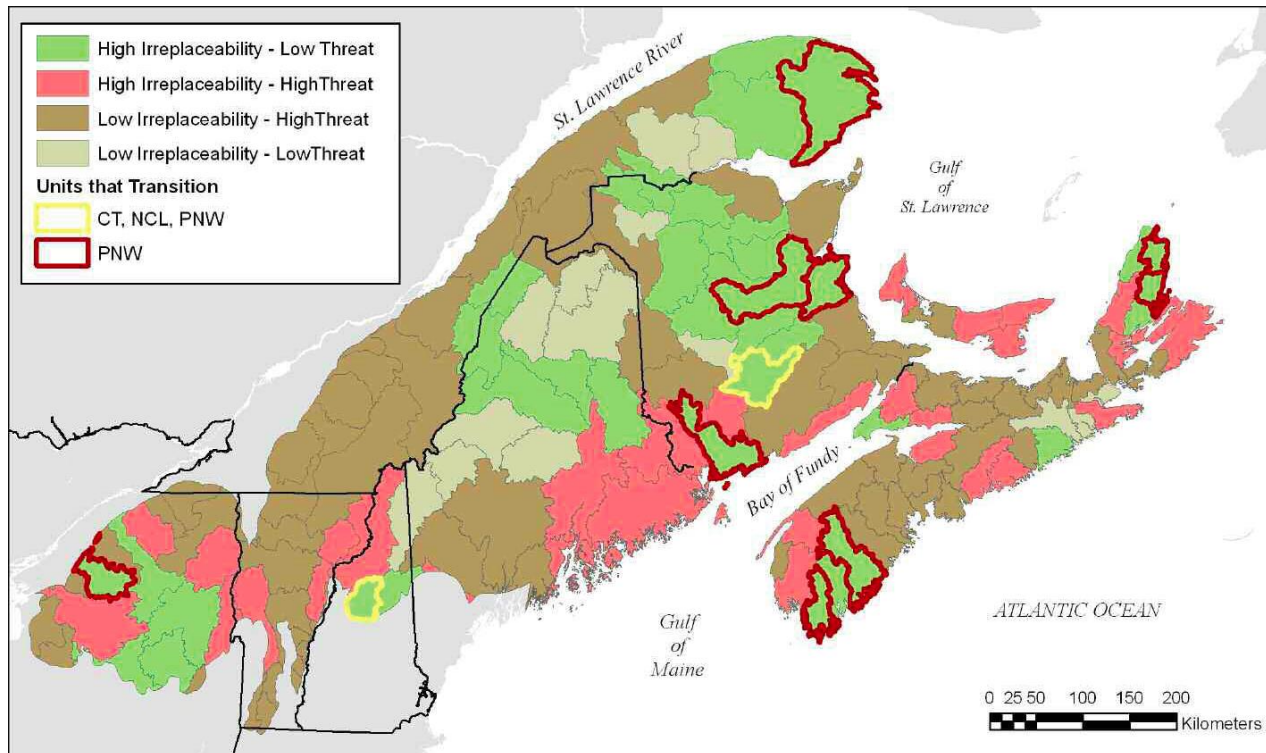 High Irreplaceability - Low Threat
High Irreplaceability - HighThreat
Low Irreplaceability - HighThreat
Low Irreplaceability - LowThreat
Units that Transition
CT, NCL, PNW
PNW
St. Lawrence River
Gulf
of
St. Lawrence
Bay of Fundy
Gulf
of
Maine
ATLANTIC OCEAN
0 25 50 100 150 200
Kilometers